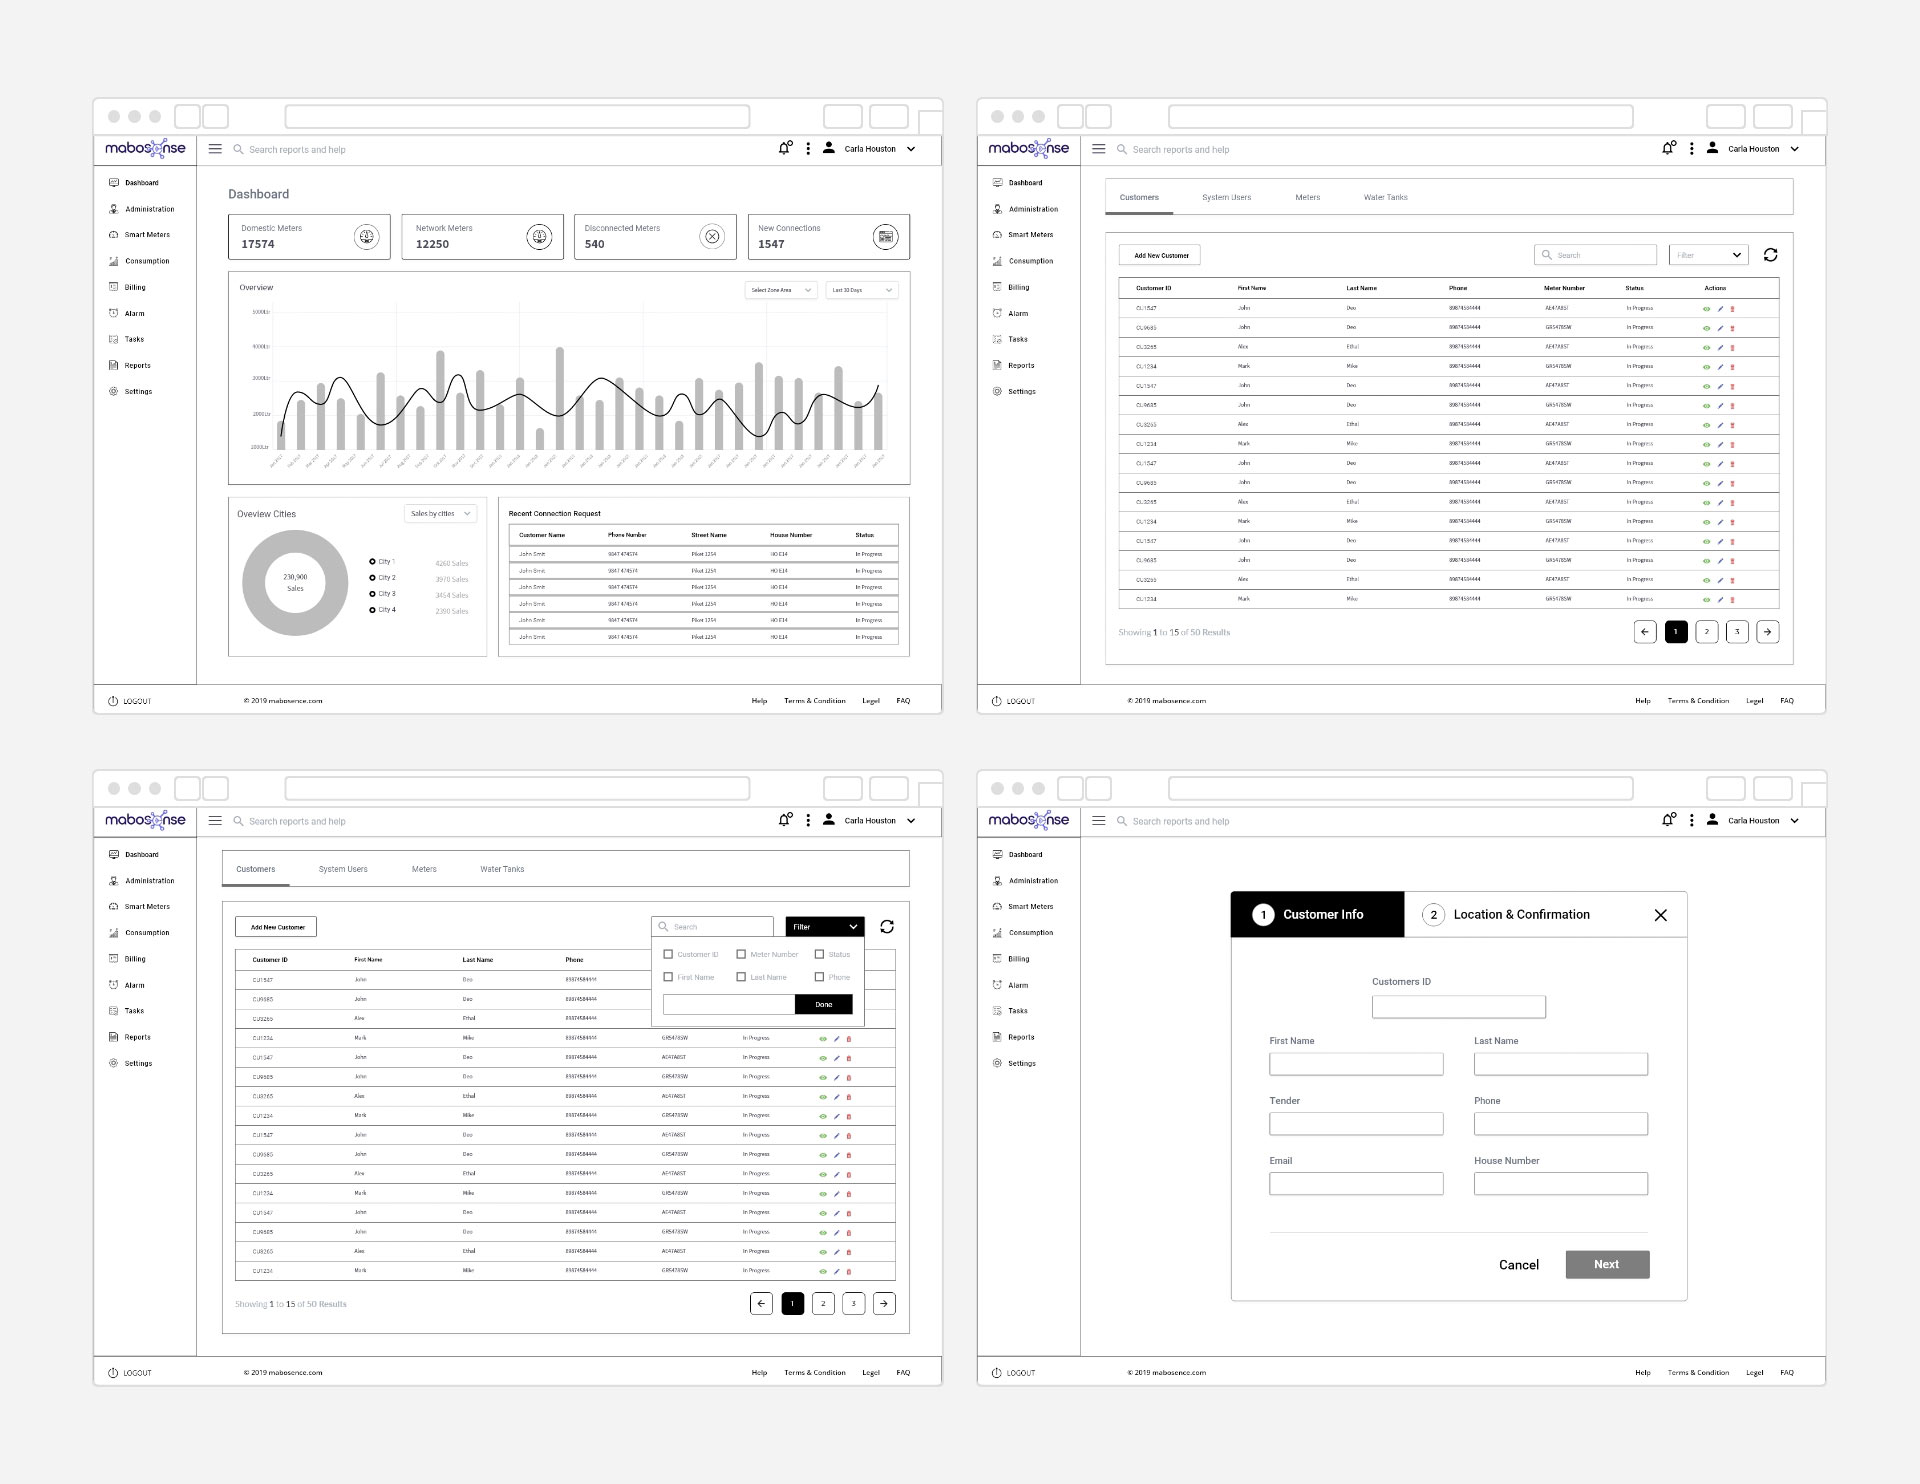 mabosense
Search reports and help
Carla Houston
Dashboard
Administration
Smart Meters
Consumption
Billing
Alarm
Tasks
Reports
Settings
Dashboard
Domestic Meters
17574
Network Meters
12250
Disconnected Meters
540
New Connections
1547
Overview
Select Zone Area
Last 30 Days
Oveview Cities
Sales by cities
230,900
Sales
City 1 4260 Sales
City 2 3970 Sales
City 3 3454 Sales
City 4 2390 Sales
Recent Connection Request
Customer Name Phone Number Street Name House Number Status
John Smit 9847 474574 Piket 1254 HO E14 In Progress
John Smit 9847 474574 Piket 1254 HO E14 In Progress
John Smit 9847 474574 Piket 1254 HO E14 In Progress
John Smit 9847 474574 Piket 1254 HO E14 In Progress
John Smit 9847 474574 Piket 1254 HO E14 In Progress
John Smit 9847 474574 Piket 1254 HO E14 In Progress
LOGOUT
© 2019 mabosence.com
Help Terms & Condition Legel FAQ
mabosense
Search reports and help
Carla Houston
Dashboard
Administration
Smart Meters
Consumption
Billing
Alarm
Tasks
Reports
Settings
Customers System Users Meters Water Tanks
Add New Customer
Search
Filter
Customer ID First Name Last Name Phone Meter Number Status Actions
CU1547 John Deo 89874584444 AE47A8ST In Progress
CU9685 John Deo 89874584444 GR5478SW In Progress
CU3265 Alex Ethal 89874584444 AE47A8ST In Progress
CU1234 Mark Mike 89874584444 GR5478SW In Progress
CU1547 John Deo 89874584444 AE47A8ST In Progress
CU9685 John Deo 89874584444 GR5478SW In Progress
CU3265 Alex Ethal 89874584444 AE47A8ST In Progress
CU1234 Mark Mike 89874584444 GR5478SW In Progress
CU1547 John Deo 89874584444 AE47A8ST In Progress
CU9685 John Deo 89874584444 GR5478SW In Progress
CU3265 Alex Ethal 89874584444 AE47A8ST In Progress
CU1234 Mark Mike 89874584444 GR5478SW In Progress
CU1547 John Deo 89874584444 AE47A8ST In Progress
CU9685 John Deo 89874584444 GR5478SW In Progress
CU3265 Alex Ethal 89874584444 AE47A8ST In Progress
CU1234 Mark Mike 89874584444 GR5478SW In Progress
Showing 1 to 15 of 50 Results
1 2 3
LOGOUT
© 2019 mabosence.com
Help Terms & Condition Legel FAQ
mabosense
Search reports and help
Carla Houston
Dashboard
Administration
Smart Meters
Consumption
Billing
Alarm
Tasks
Reports
Settings
Customers System Users Meters Water Tanks
Add New Customer
Search
Filter
Customer ID Meter Number Status
First Name Last Name Phone
Done
Customer ID First Name Last Name Phone
CU1547 John Deo 89874584444
CU9685 John Deo 89874584444
CU3265 Alex Ethal 89874584444
CU1234 Mark Mike 89874584444 GR5478SW In Progress
CU1547 John Deo 89874584444 AE47A8ST In Progress
CU9685 John Deo 89874584444 GR5478SW In Progress
CU3265 Alex Ethal 89874584444 AE47A8ST In Progress
CU1234 Mark Mike 89874584444 GR5478SW In Progress
CU1547 John Deo 89874584444 AE47A8ST In Progress
CU9685 John Deo 89874584444 GR5478SW In Progress
CU3265 Alex Ethal 89874584444 AE47A8ST In Progress
CU1234 Mark Mike 89874584444 GR5478SW In Progress
CU1547 John Deo 89874584444 AE47A8ST In Progress
CU9685 John Deo 89874584444 GR5478SW In Progress
CU3265 Alex Ethal 89874584444 AE47A8ST In Progress
CU1234 Mark Mike 89874584444 GR5478SW In Progress
Showing 1 to 15 of 50 Results
1 2 3
LOGOUT
© 2019 mabosence.com
Help Terms & Condition Legel FAQ
mabosense
Search reports and help
Carla Houston
Dashboard
Administration
Smart Meters
Consumption
Billing
Alarm
Tasks
Reports
Settings
1 Customer Info
2 Location & Confirmation
Customers ID
First Name Last Name
Tender Phone
Email House Number
Cancel Next
LOGOUT
© 2019 mabosence.com
Help Terms & Condition Legel FAQ